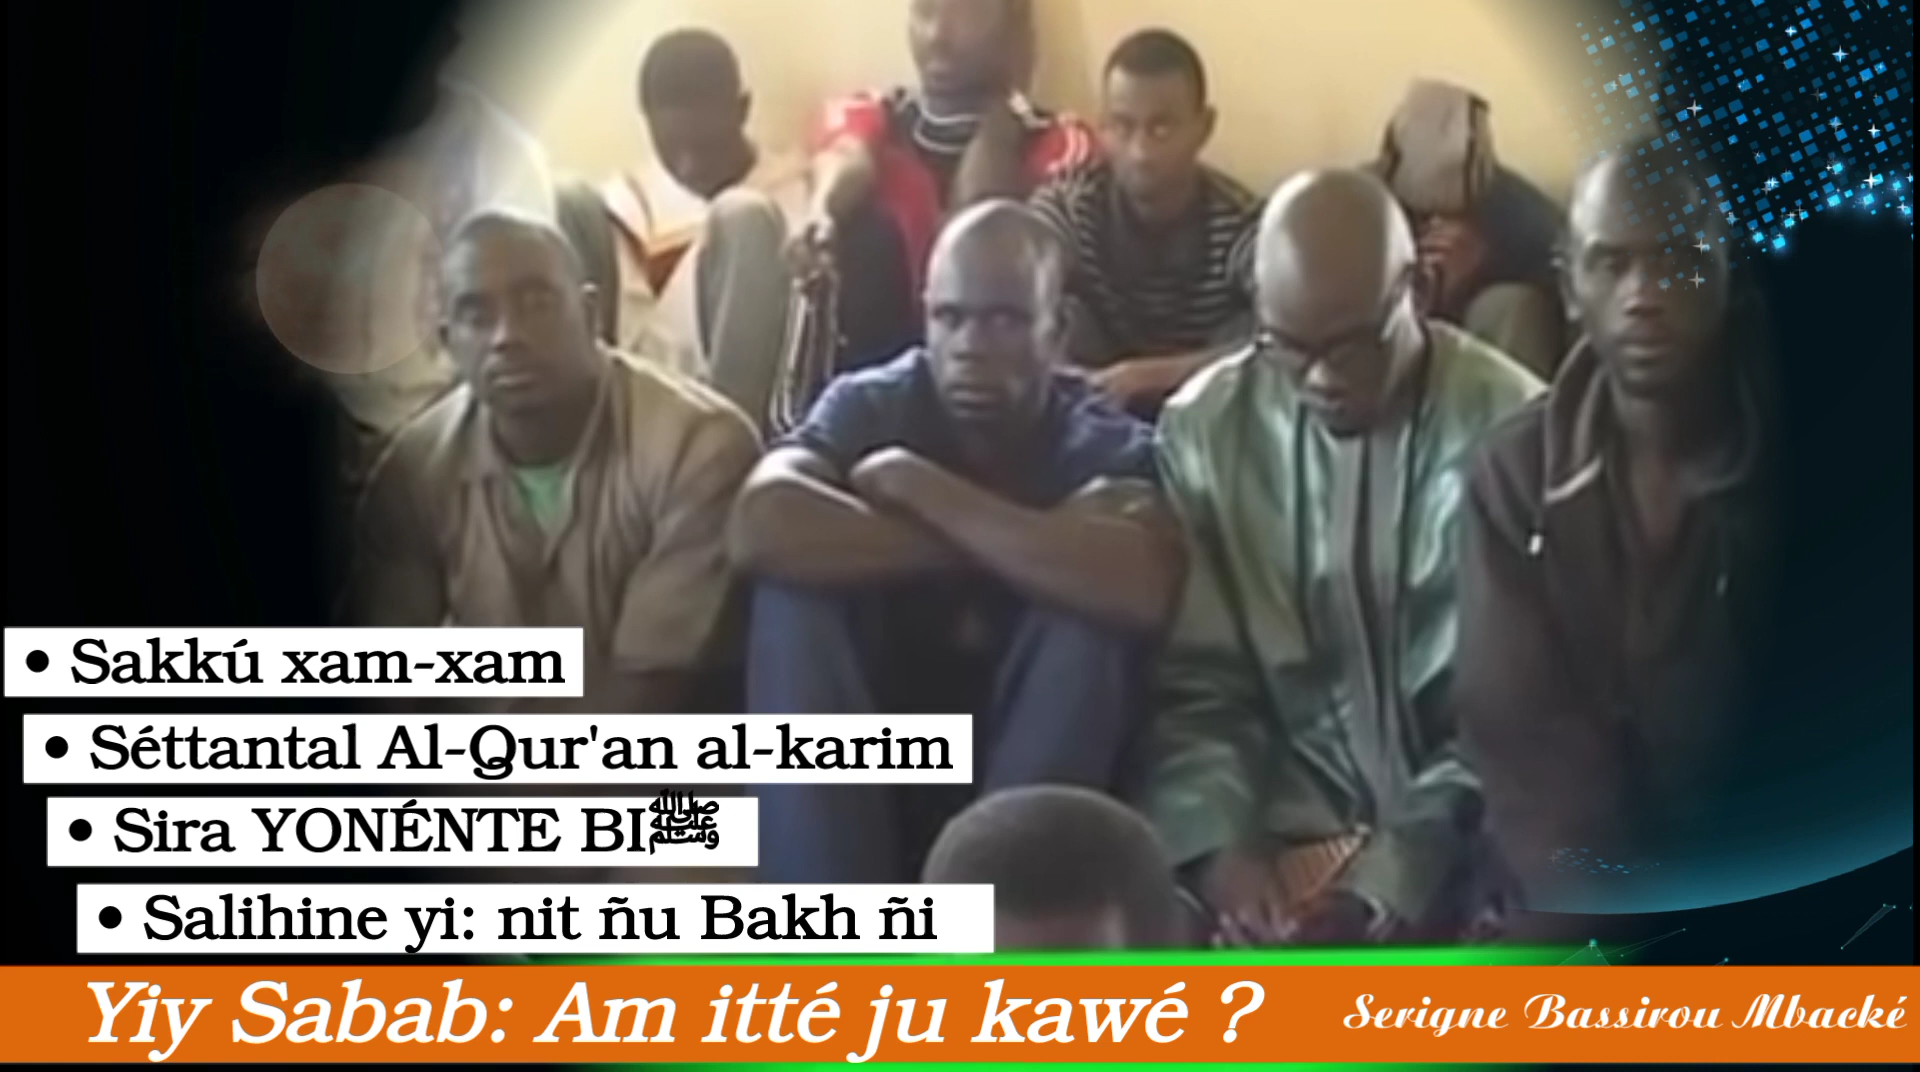 • Sakkú xam-xam
• Séttantal Al-Qur'an al-karim
• Sira YONÉNTE BIﷺ
• Salihine yi: nit ñu Bakh ñi
Yiy Sabab: Am itté ju kawé ?
Serigne Bassirou Mbacké